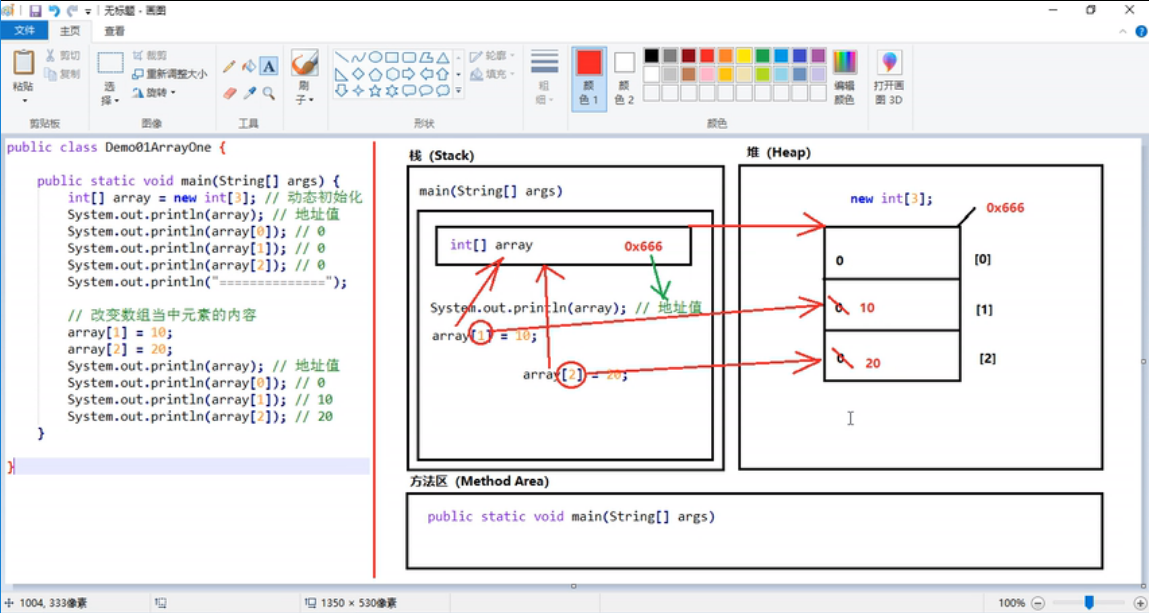 无标题 - 画图
文件 主页 查看
粘贴
剪切
复制
剪贴板
选择
裁剪
重新调整大小
旋转
图像
A
工具
刷子
形状
轮廓
填充
粗细
颜色 1
颜色 2
颜色
编辑颜色
打开画图 3D
public class Demo01ArrayOne {
public static void main(String[] args) {
int[] array = new int[3]; // 动态初始化
System.out.println(array); // 地址值
System.out.println(array[0]); // 0
System.out.println(array[1]); // 0
System.out.println(array[2]); // 0
System.out.println("==============");
// 改变数组当中元素的内容
array[1] = 10;
array[2] = 20;
System.out.println(array); // 地址值
System.out.println(array[0]); // 0
System.out.println(array[1]); // 10
System.out.println(array[2]); // 20
}
}
栈（Stack）
main(String[] args)
int[] array 0x666
System.out.println(array); // 地址值
array[1] = 10;
array[2] = 20;
堆（Heap）
new int[3];
0x666
0 [0]
0 10 [1]
0 20 [2]
方法区（Method Area）
public static void main(String[] args)
1004, 333像素
1350 × 530像素
100%